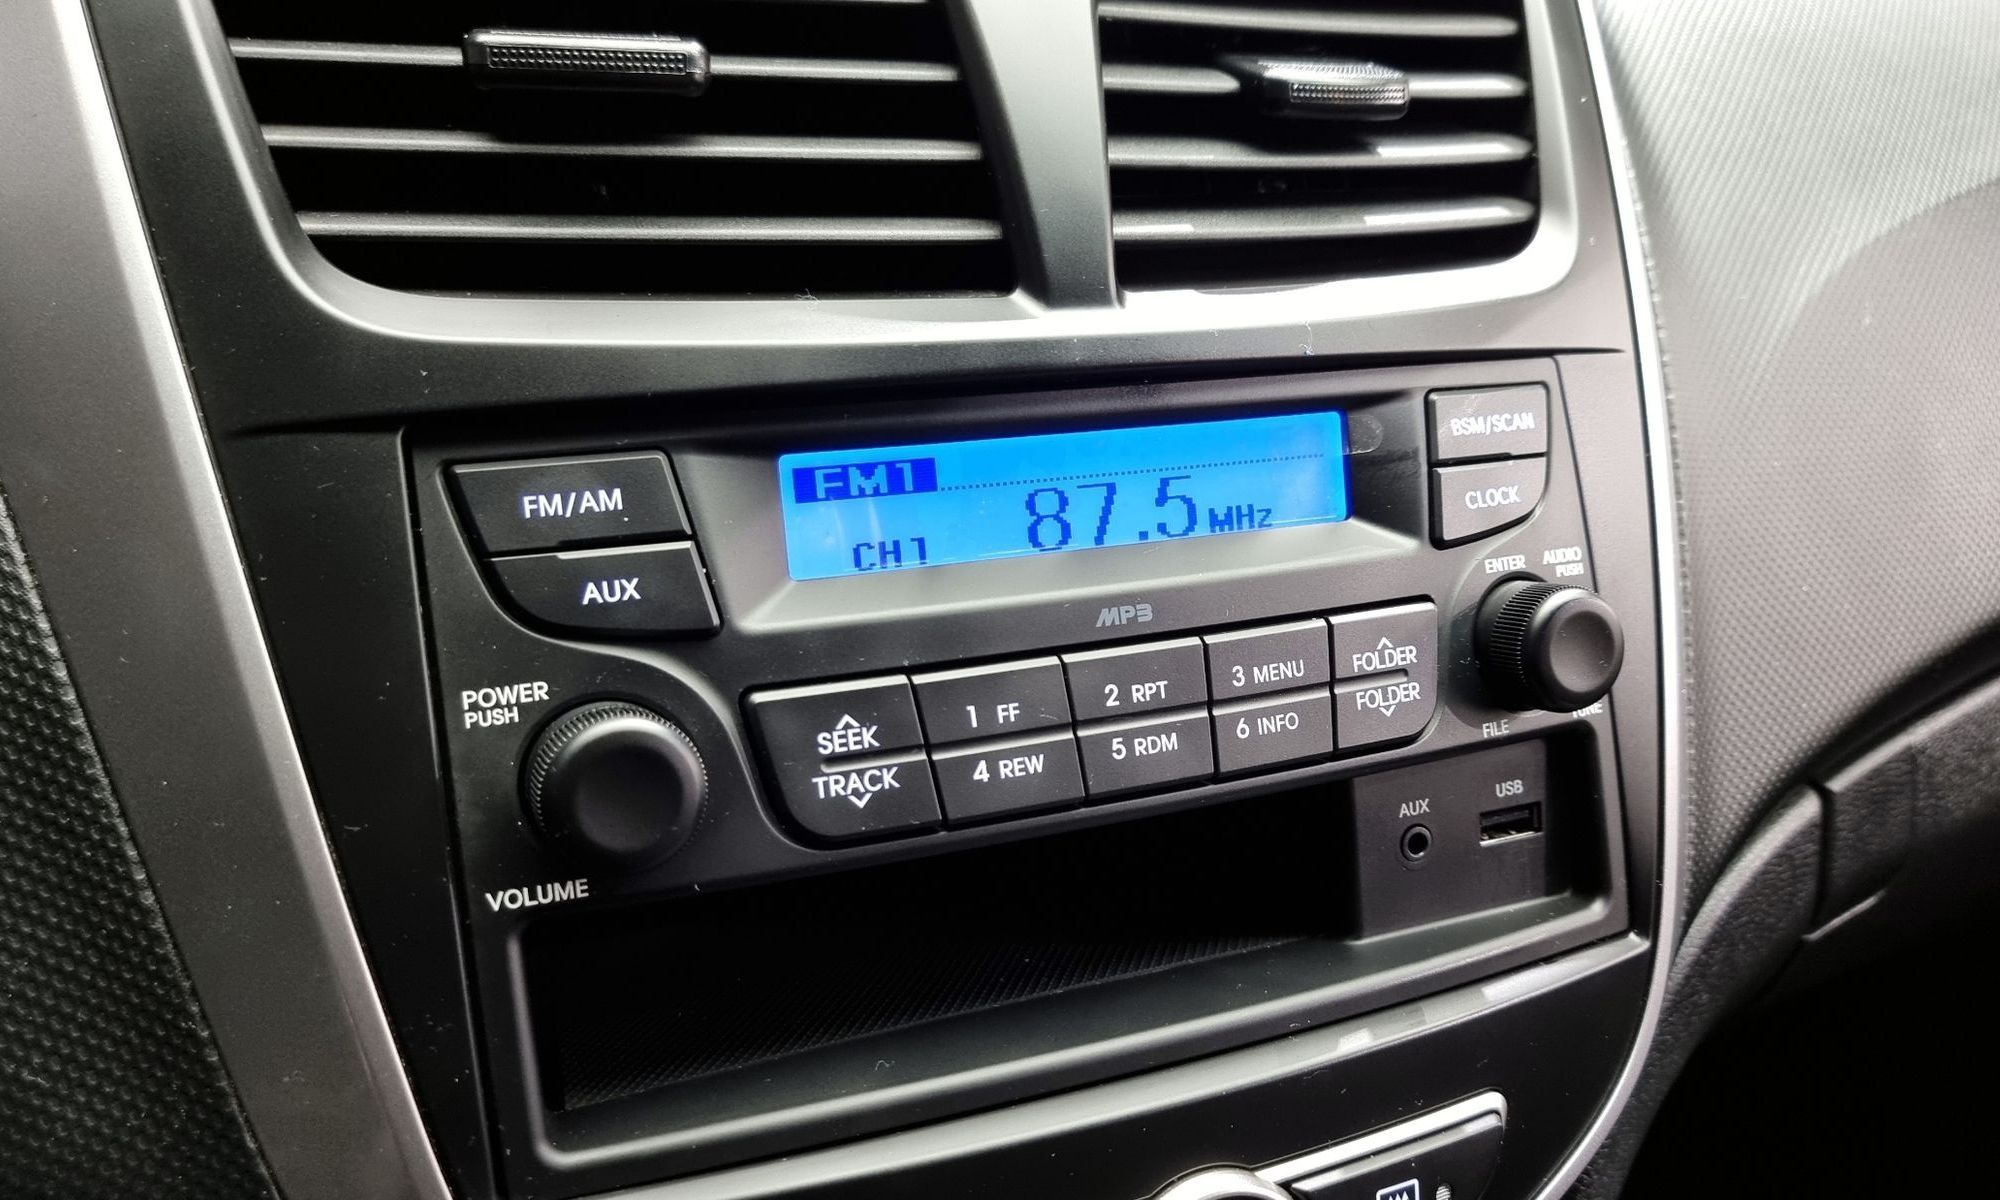 FM1
CH1 87.5 MHz
FM/AM
AUX
BSM/SCAN
CLOCK
MP3
POWER
PUSH
VOLUME
SEEK
TRACK
1 FF
4 REW
2 RPT
5 RDM
3 MENU
6 INFO
FOLDER
FOLDER
ENTER
AUDIO
PUSH
TUNE
FILE
AUX
USB